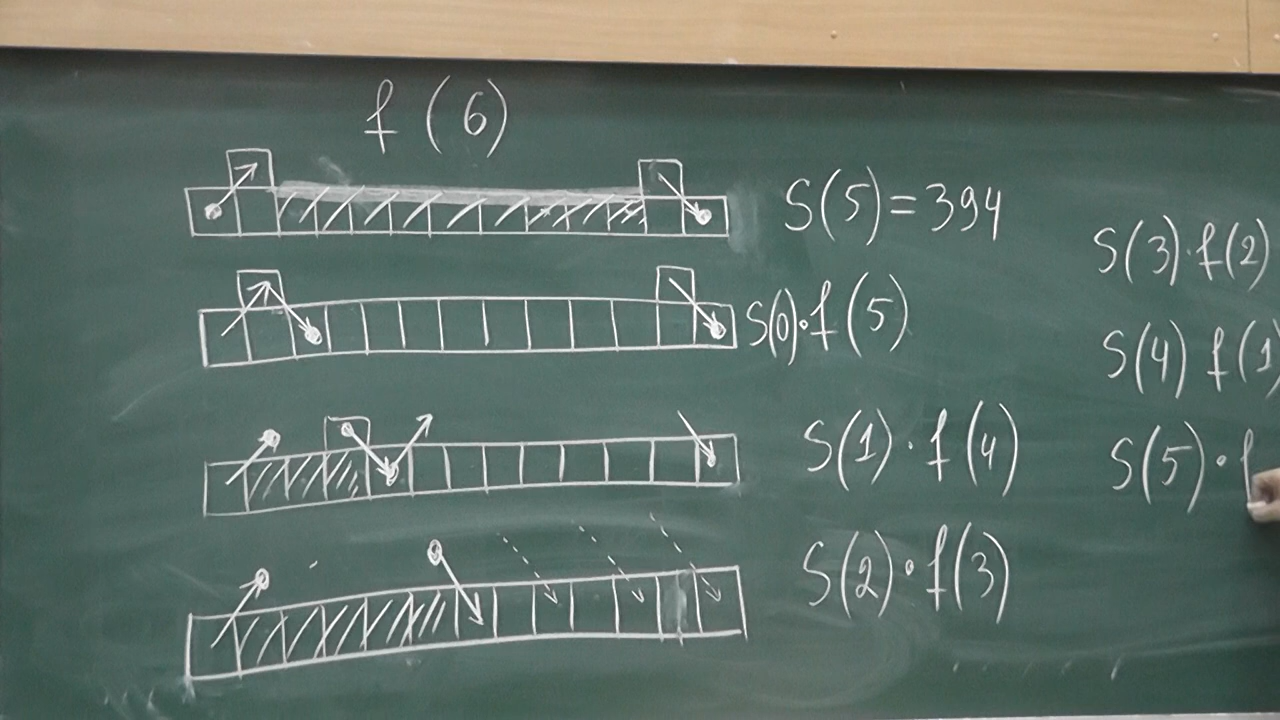 f (6)
S(5)=394
S(0)·f(5)
S(1)·f(4)
S(2)·f(3)
S(3)·f(2)
S(4) f(1
S(5)·f